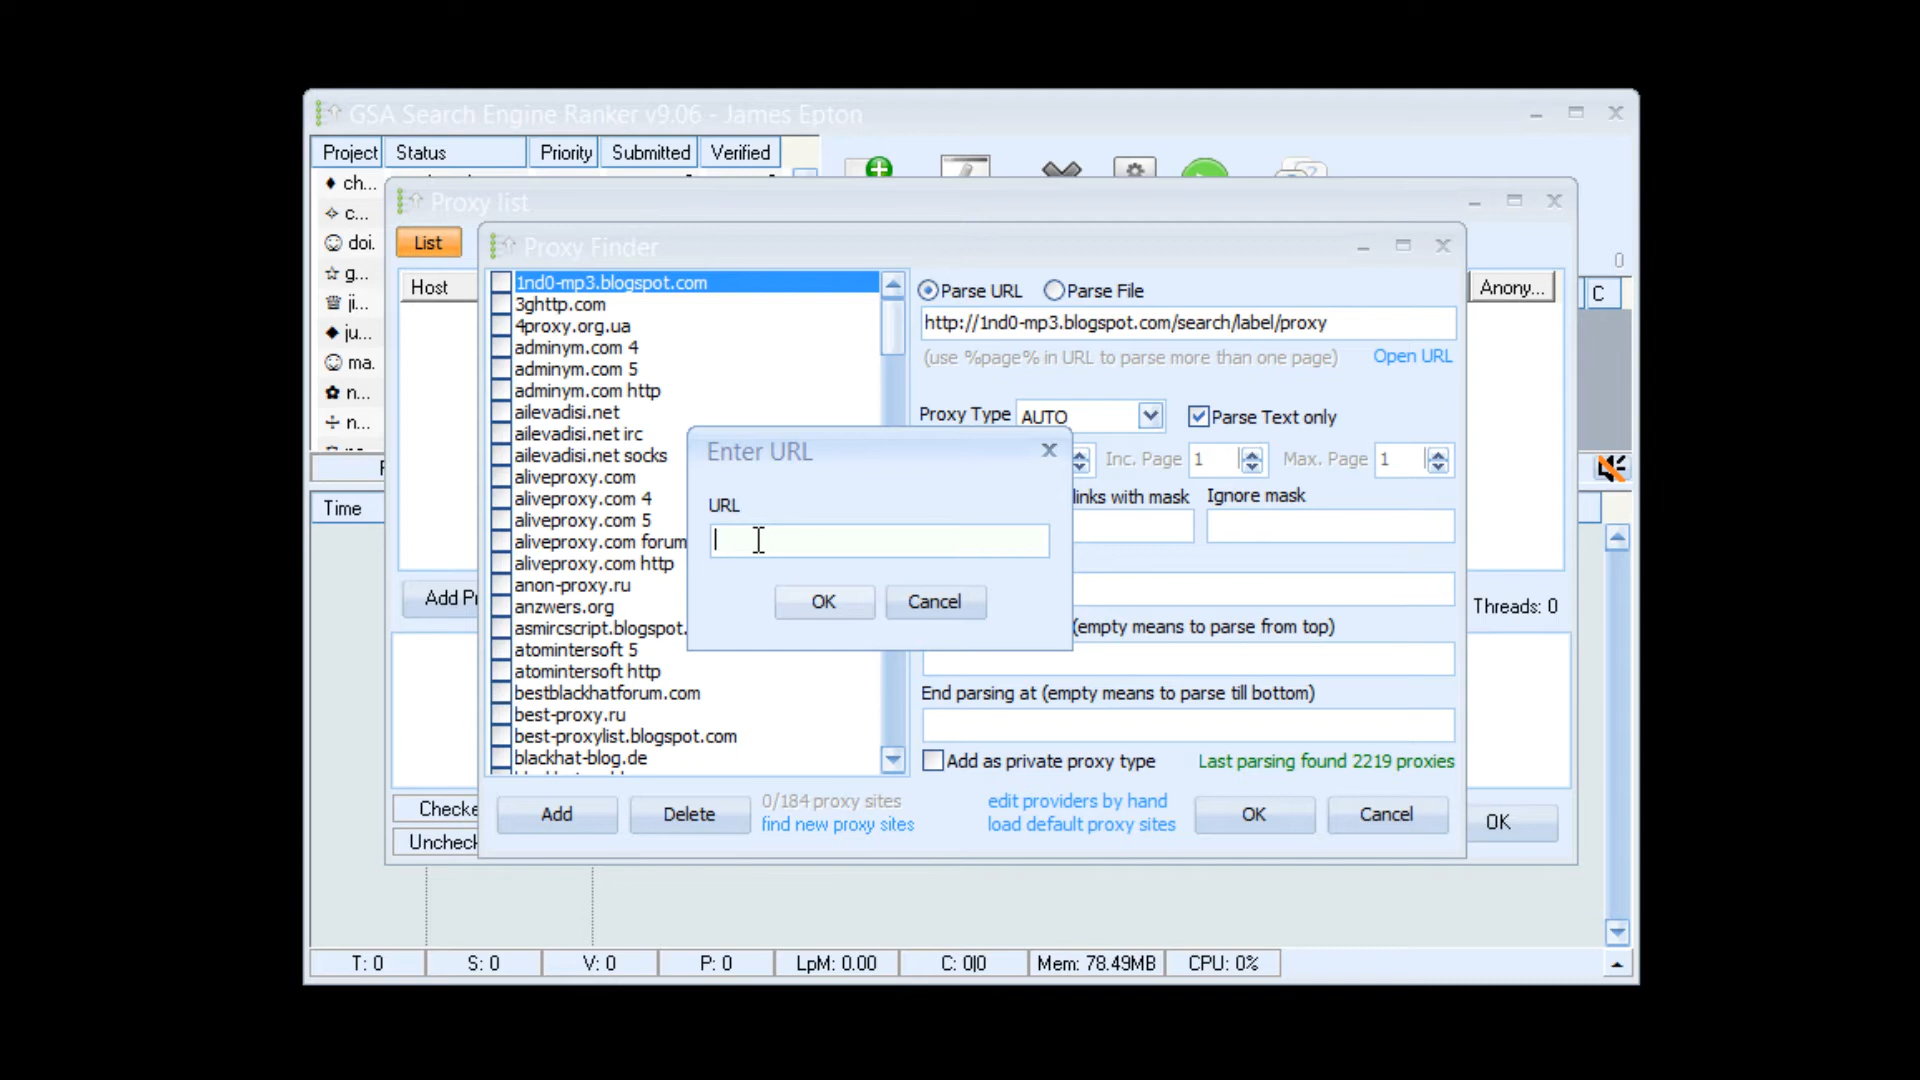 GSA Search Engine Ranker v9.06 - James Epton
Project Status Priority Submitted Verified
ch...
c...
doi.
g...
ji...
ju...
ma.
n...
n...
Time
0
C
Proxy list
List
Host
Anony...
Add P
Threads: 0
Checke
Uncheck
OK
Proxy Finder
1nd0-mp3.blogspot.com
3ghttp.com
4proxy.org.ua
adminym.com 4
adminym.com 5
adminym.com http
ailevadisi.net
ailevadisi.net irc
ailevadisi.net socks
aliveproxy.com
aliveproxy.com 4
aliveproxy.com 5
aliveproxy.com forum
aliveproxy.com http
anon-proxy.ru
anzwers.org
asmircscript.blogspot.
atomintersoft 5
atomintersoft http
bestblackhatforum.com
best-proxy.ru
best-proxylist.blogspot.com
blackhat-blog.de
Parse URL Parse File
http://1nd0-mp3.blogspot.com/search/label/proxy
(use %page% in URL to parse more than one page) Open URL
Proxy Type AUTO Parse Text only
Inc. Page 1 Max. Page 1
links with mask Ignore mask
(empty means to parse from top)
End parsing at (empty means to parse till bottom)
Add as private proxy type Last parsing found 2219 proxies
Add Delete
0/184 proxy sites
find new proxy sites
edit providers by hand
load default proxy sites
OK Cancel
Enter URL
URL
OK Cancel
T: 0 S: 0 V: 0 P: 0 LpM: 0.00 C: 0|0 Mem: 78.49MB CPU: 0%